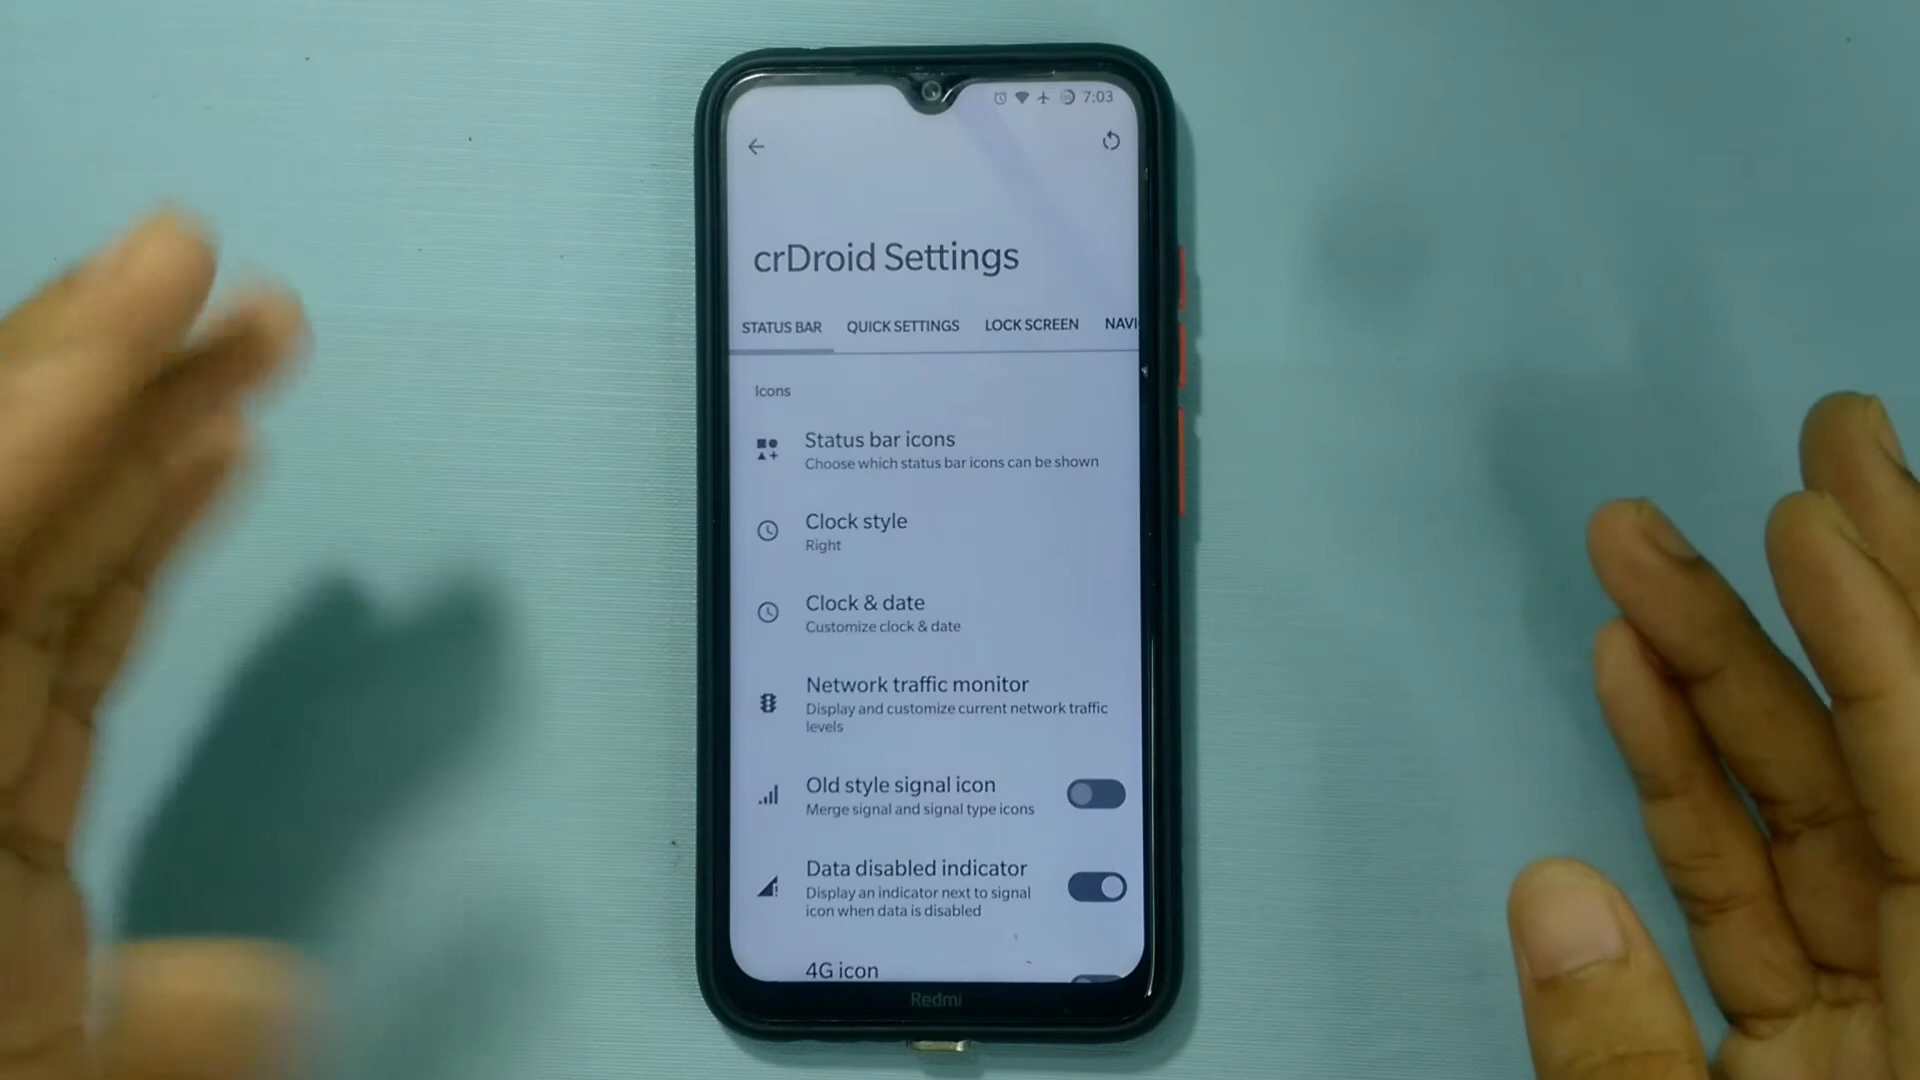 7:03
crDroid Settings
STATUS BAR QUICK SETTINGS LOCK SCREEN NAVI
Icons
Status bar icons
Choose which status bar icons can be shown
Clock style
Right
Clock & date
Customize clock & date
Network traffic monitor
Display and customize current network traffic
levels
Old style signal icon
Merge signal and signal type icons
Data disabled indicator
Display an indicator next to signal
icon when data is disabled
4G icon
Redmi